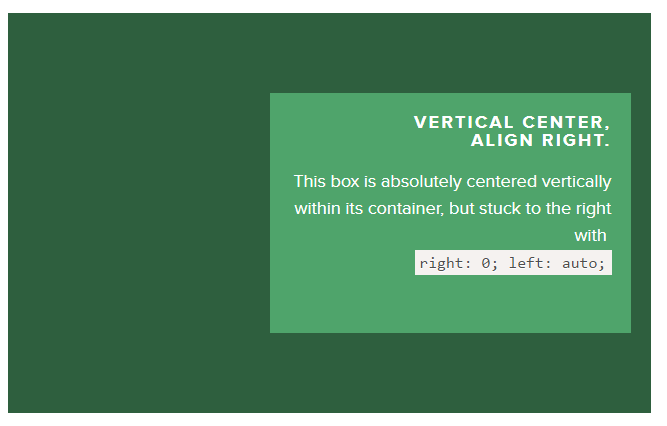 VERTICAL CENTER,
ALIGN RIGHT.
This box is absolutely centered vertically
within its container, but stuck to the right
with
right: 0; left: auto;